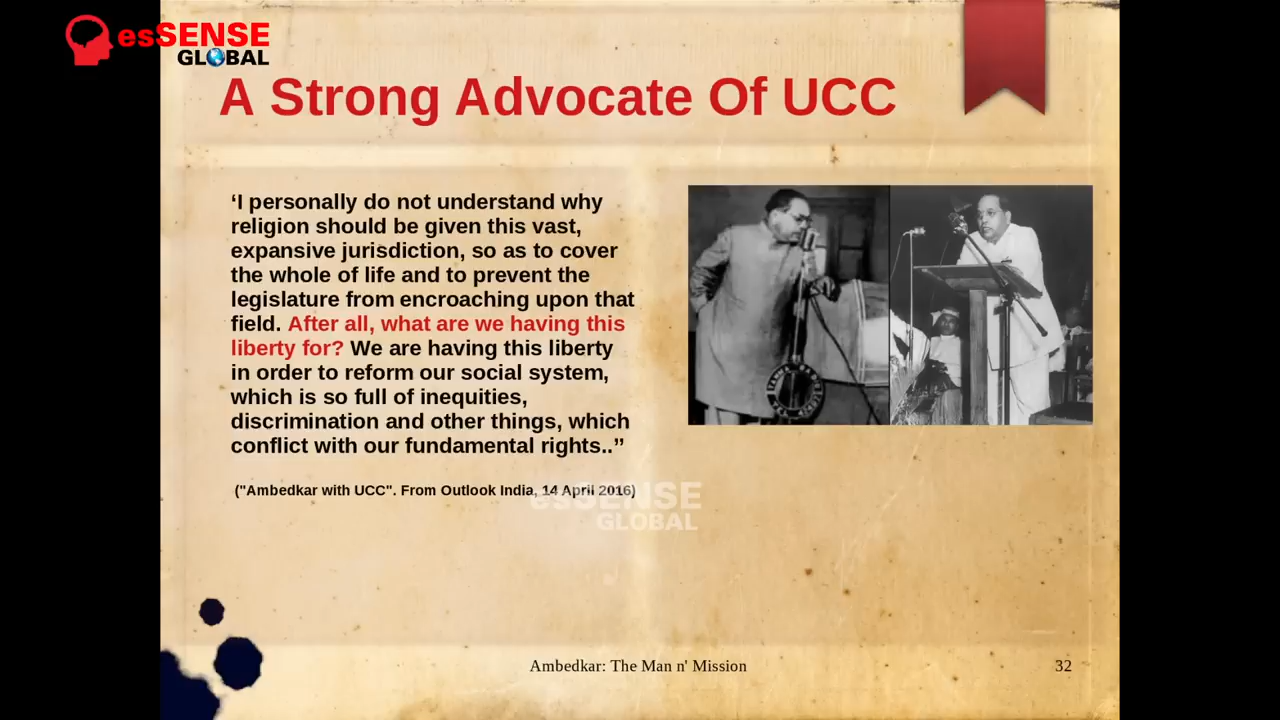 esSENSE
GLOBAL
A Strong Advocate Of UCC
‘I personally do not understand why
religion should be given this vast,
expansive jurisdiction, so as to cover
the whole of life and to prevent the
legislature from encroaching upon that
field. After all, what are we having this
liberty for? We are having this liberty
in order to reform our social system,
which is so full of inequities,
discrimination and other things, which
conflict with our fundamental rights..”
("Ambedkar with UCC". From Outlook India, 14 April 2016)
esSENSE
GLOBAL
Ambedkar: The Man n' Mission
32